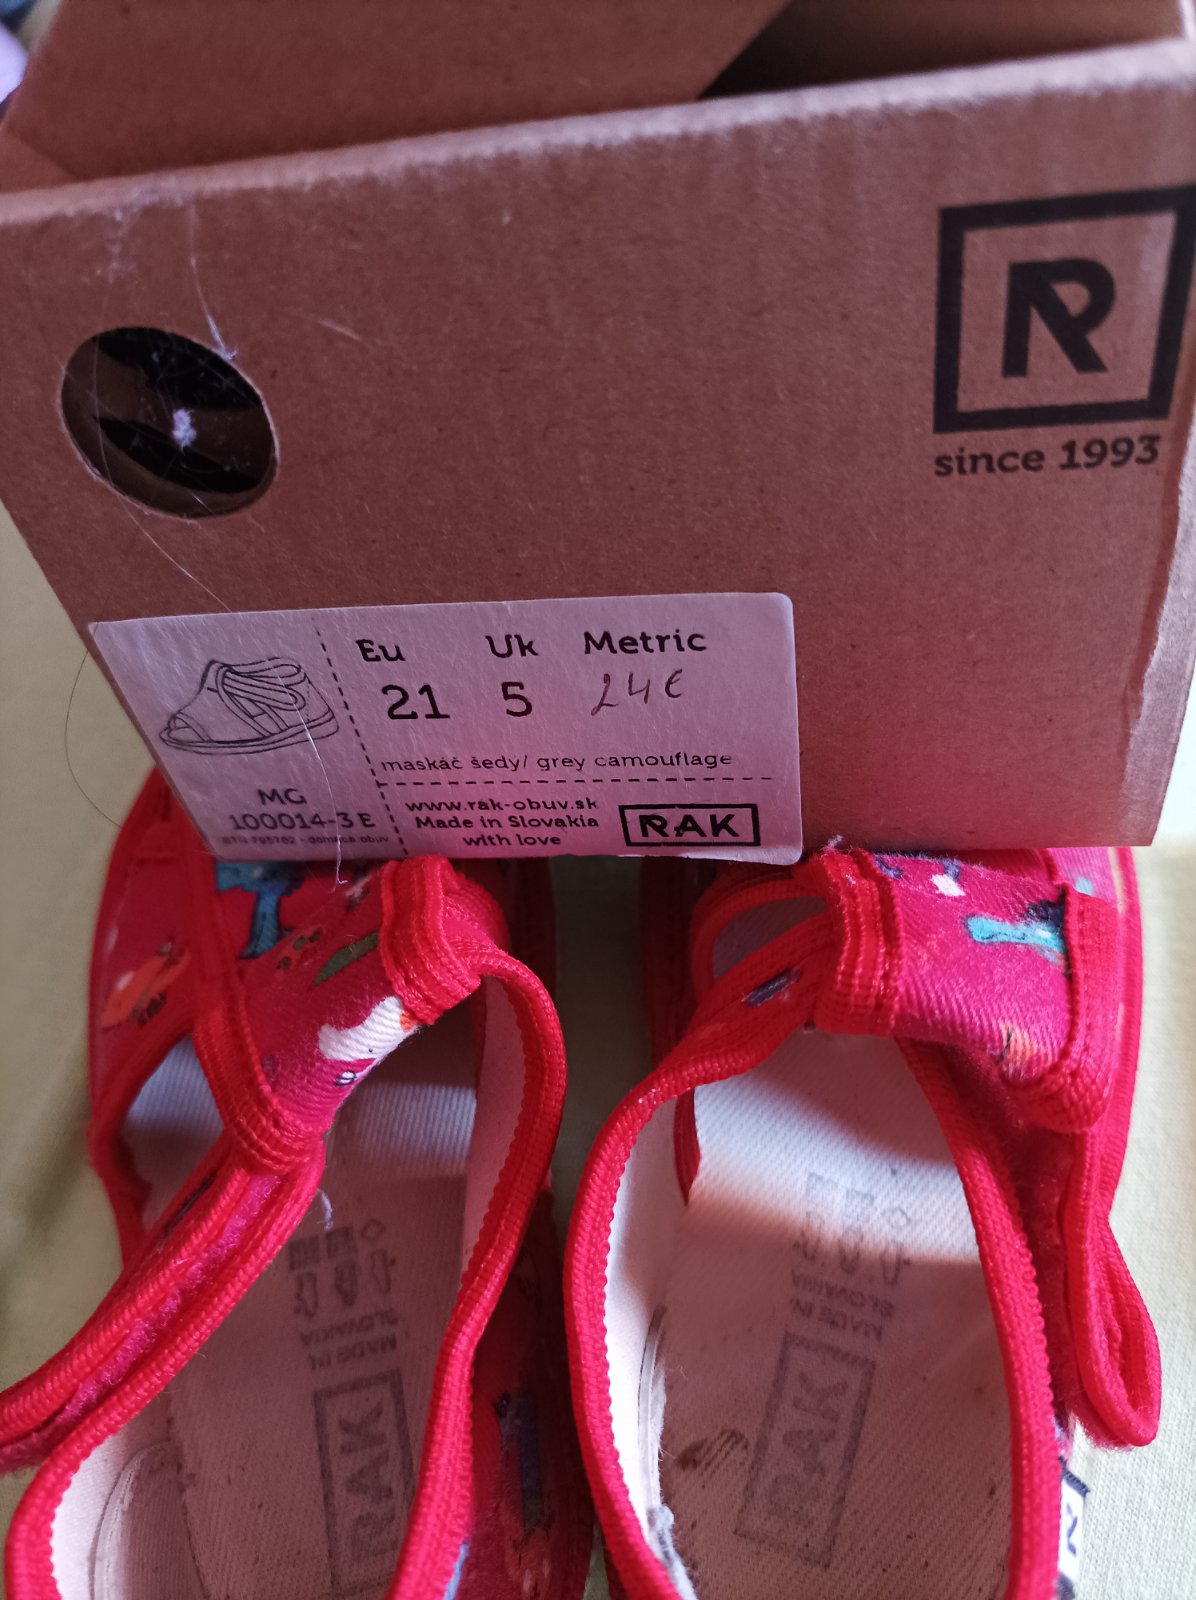 R
since 1993
Eu Uk Metric
21 5 24€
maskáč šedy/ grey camouflage
MG
100014-3 E
www.rak-obuv.sk
Made in Slovakia
with love
RAK
MADE IN
SLOVAKIA
RAK
MADE IN
SLOVAKIA
RAK